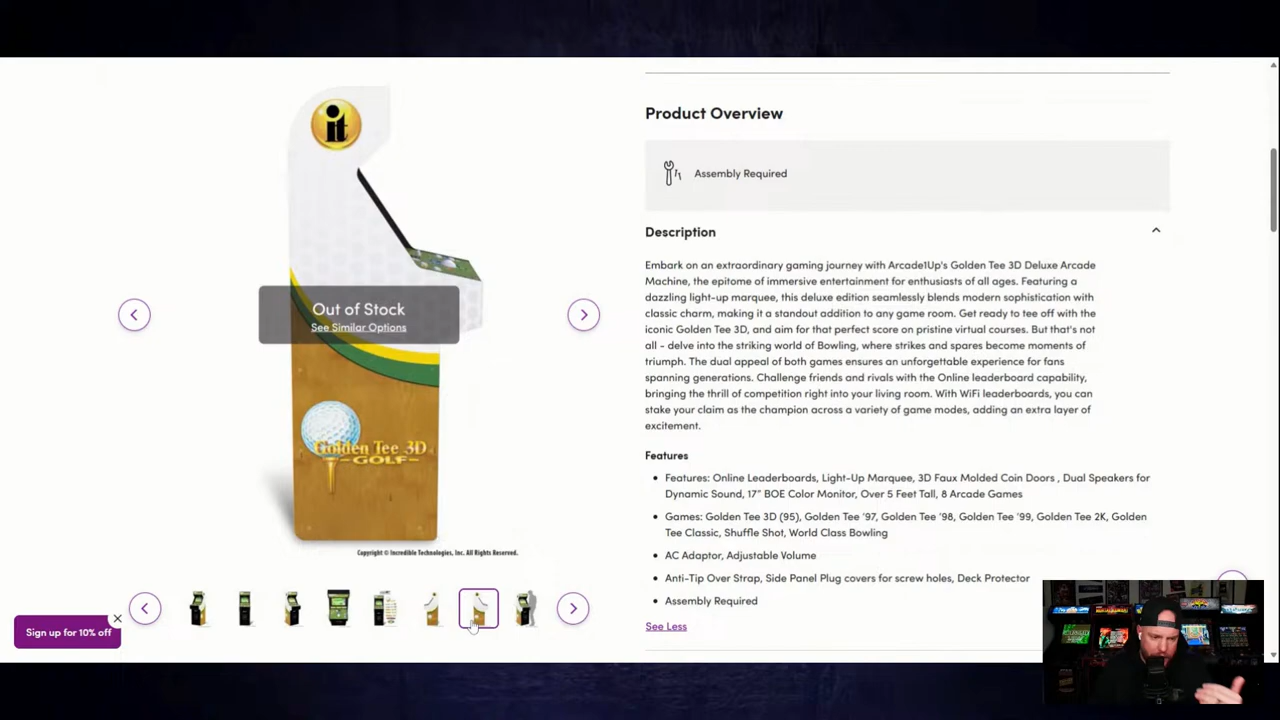 it
Out of Stock
See Similar Options
Golden Tee 3D
GOLF
Copyright © Incredible Technologies, Inc. All Rights Reserved.
Sign up for 10% off
Product Overview
Assembly Required
Description
Embark on an extraordinary gaming journey with Arcade1Up's Golden Tee 3D Deluxe Arcade
Machine, the epitome of immersive entertainment for enthusiasts of all ages. Featuring a
dazzling light-up marquee, this deluxe edition seamlessly blends modern sophistication with
classic charm, making it a standout addition to any game room. Get ready to tee off with the
iconic Golden Tee 3D, and aim for that perfect score on pristine virtual courses. But that's not
all - delve into the striking world of Bowling, where strikes and spares become moments of
triumph. The dual appeal of both games ensures an unforgettable experience for fans
spanning generations. Challenge friends and rivals with the Online leaderboard capability,
bringing the thrill of competition right into your living room. With WiFi leaderboards, you can
stake your claim as the champion across a variety of game modes, adding an extra layer of
excitement.
Features
• Features: Online Leaderboards, Light-Up Marquee, 3D Faux Molded Coin Doors , Dual Speakers for
Dynamic Sound, 17" BOE Color Monitor, Over 5 Feet Tall, 8 Arcade Games
• Games: Golden Tee 3D (95), Golden Tee '97, Golden Tee '98, Golden Tee '99, Golden Tee 2K, Golden
Tee Classic, Shuffle Shot, World Class Bowling
• AC Adaptor, Adjustable Volume
• Anti-Tip Over Strap, Side Panel Plug covers for screw holes, Deck Protector
• Assembly Required
See Less